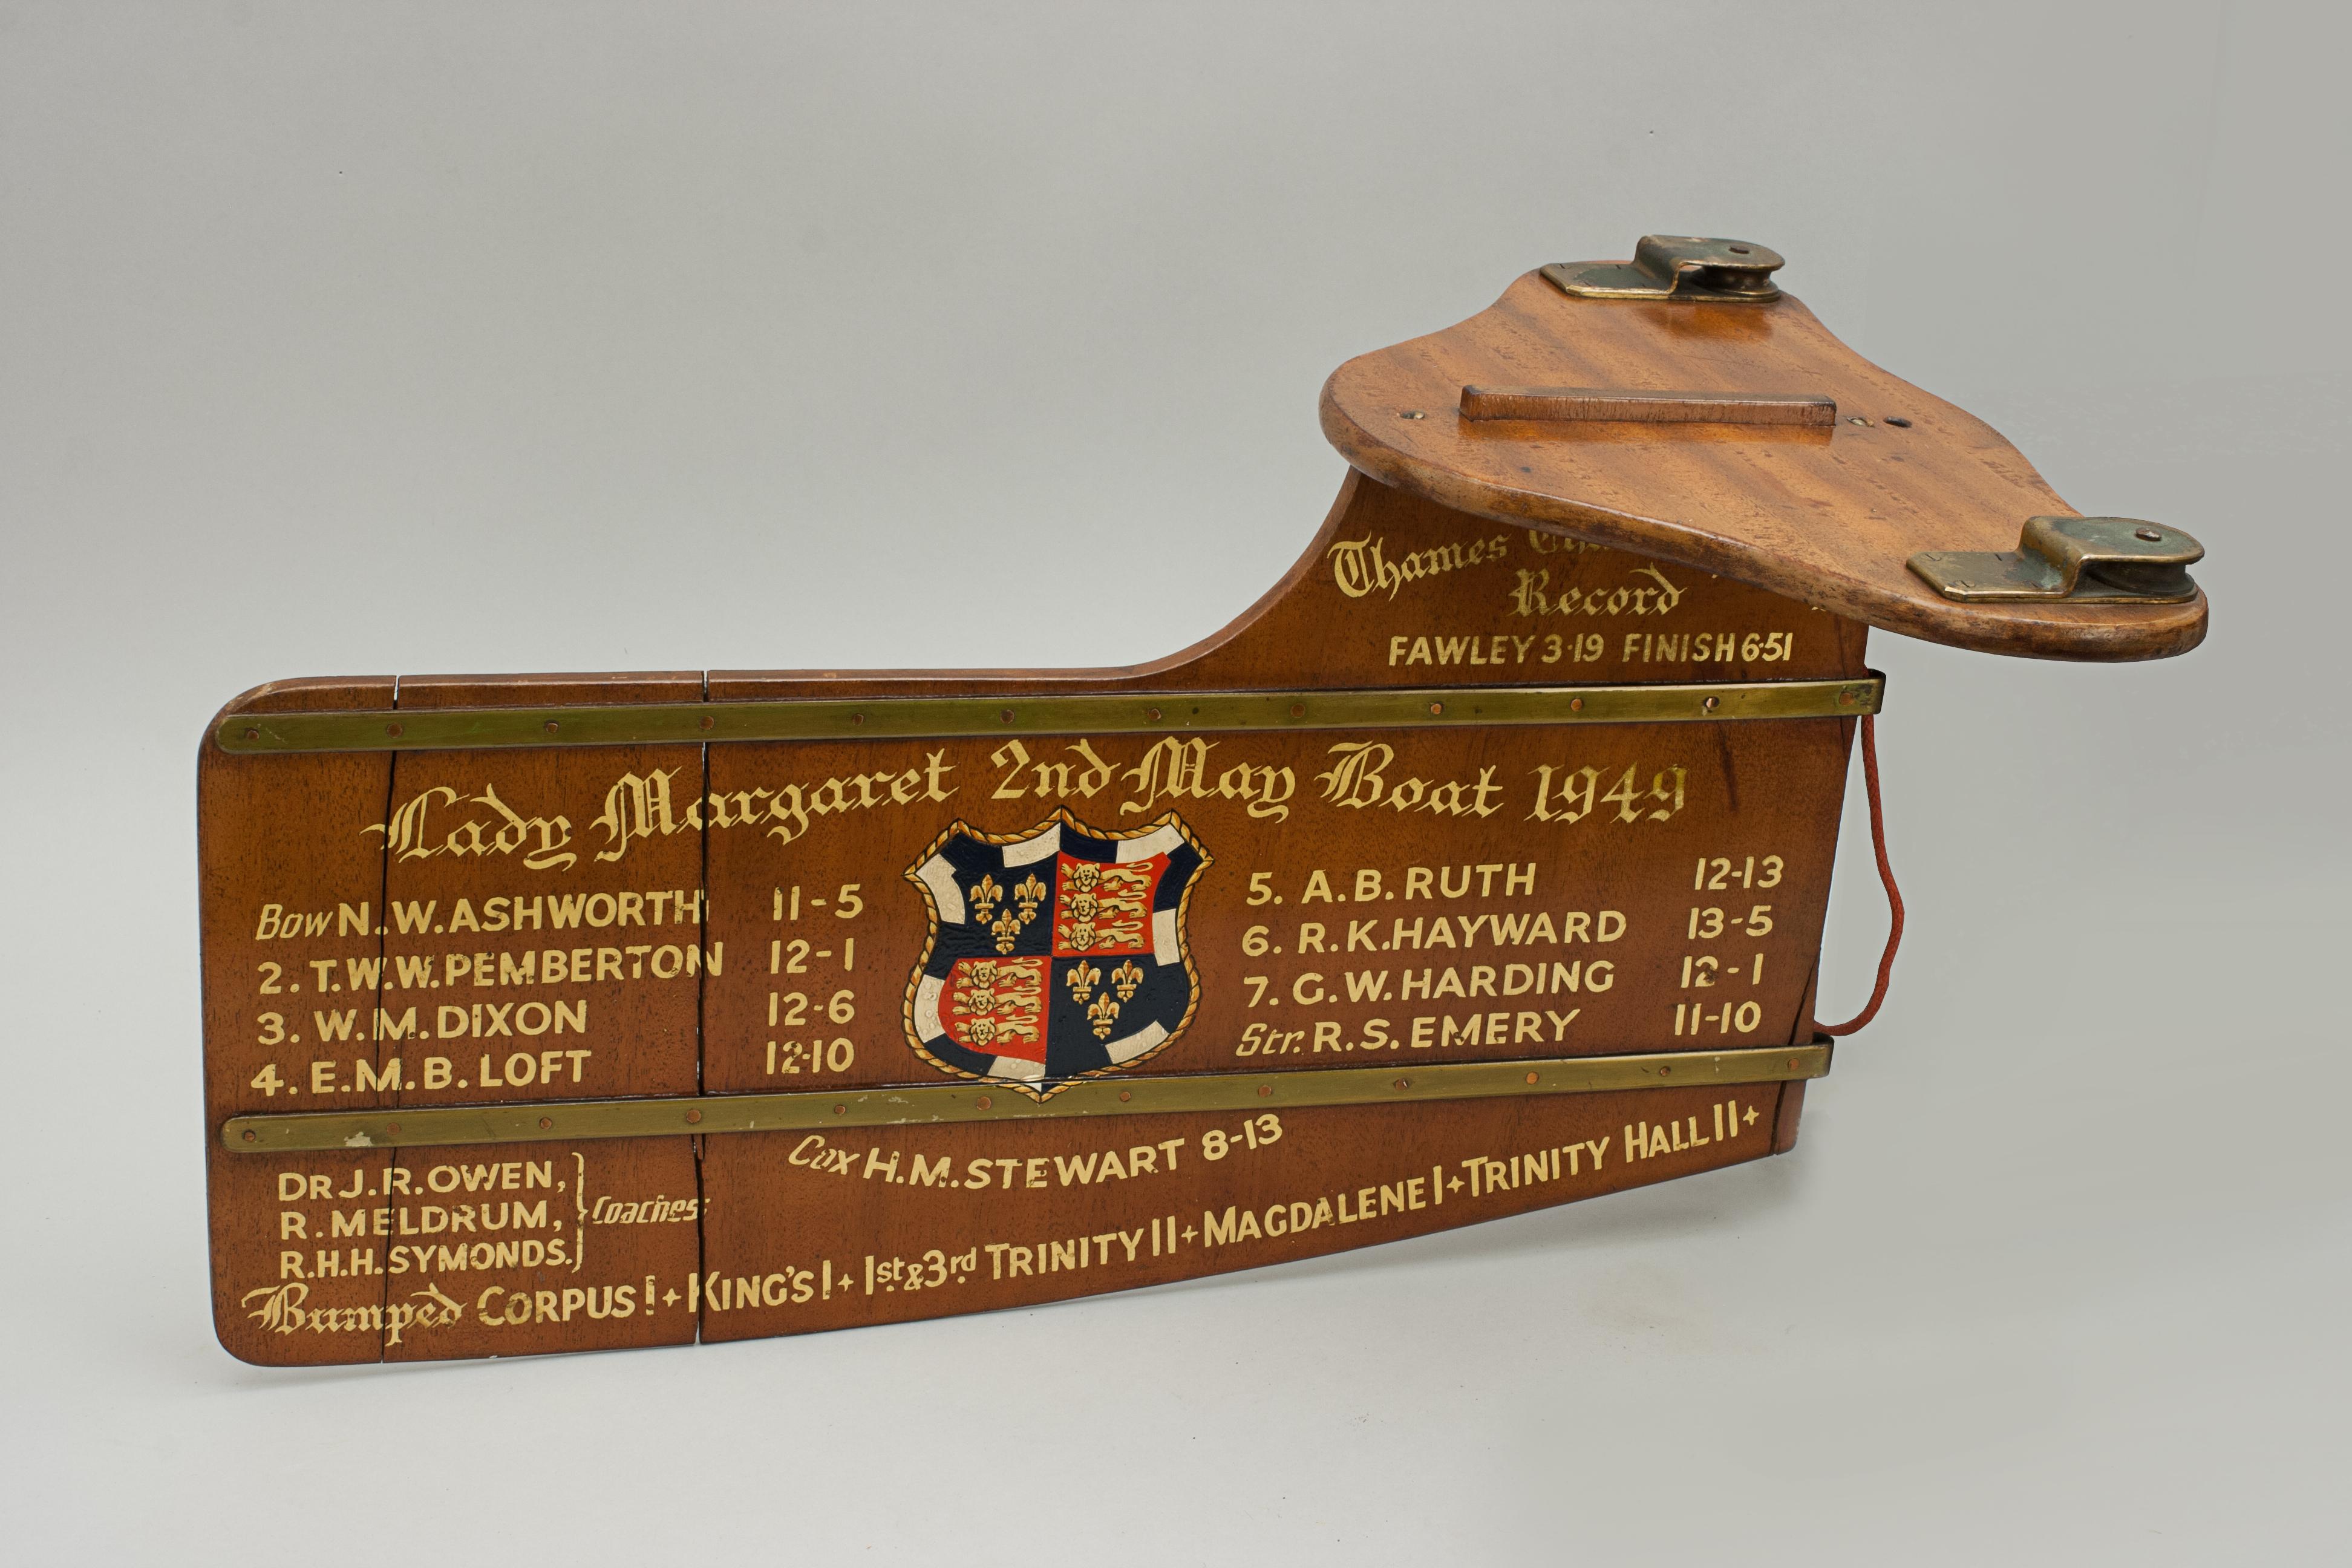 Thames
Record
FAWLEY 3·19 FINISH 6·51
Lady Margaret 2nd May Boat 1949
Bow N.W. ASHWORTH 11-5
2. T.W.W. PEMBERTON 12-1
3. W.M. DIXON 12-6
4. E.M.B. LOFT 12-10
5. A.B. RUTH 12-13
6. R.K. HAYWARD 13-5
7. G.W. HARDING 12-1
Str. R.S. EMERY 11-10
Cox H.M. STEWART 8-13
DR J.R. OWEN,
R. MELDRUM,
R.H.H. SYMONDS.
Coaches
Bumped CORPUS I + KING'S I + 1st & 3rd TRINITY II + MAGDALENE I + TRINITY HALL II +